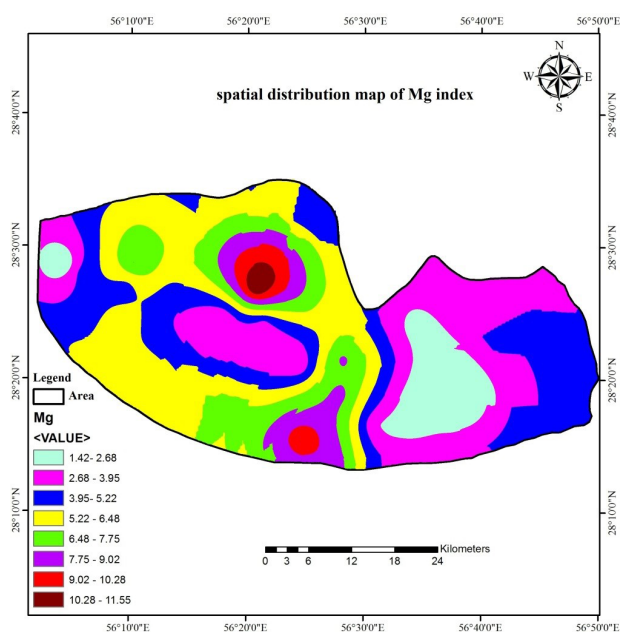 56°10'0"E 56°20'0"E 56°30'0"E 56°40'0"E 56°50'0"E
N
W E
S
spatial distribution map of Mg index
28°40'0"N 28°40'0"N
28°30'0"N 28°30'0"N
28°20'0"N 28°20'0"N
28°10'0"N 28°10'0"N
Legend
Area
Mg
<VALUE>
1.42- 2.68
2.68 - 3.95
3.95- 5.22
5.22 - 6.48
6.48 - 7.75
7.75 - 9.02
9.02 - 10.28
10.28 - 11.55
Kilometers
0 3 6 12 18 24
56°10'0"E 56°20'0"E 56°30'0"E 56°40'0"E 56°50'0"E